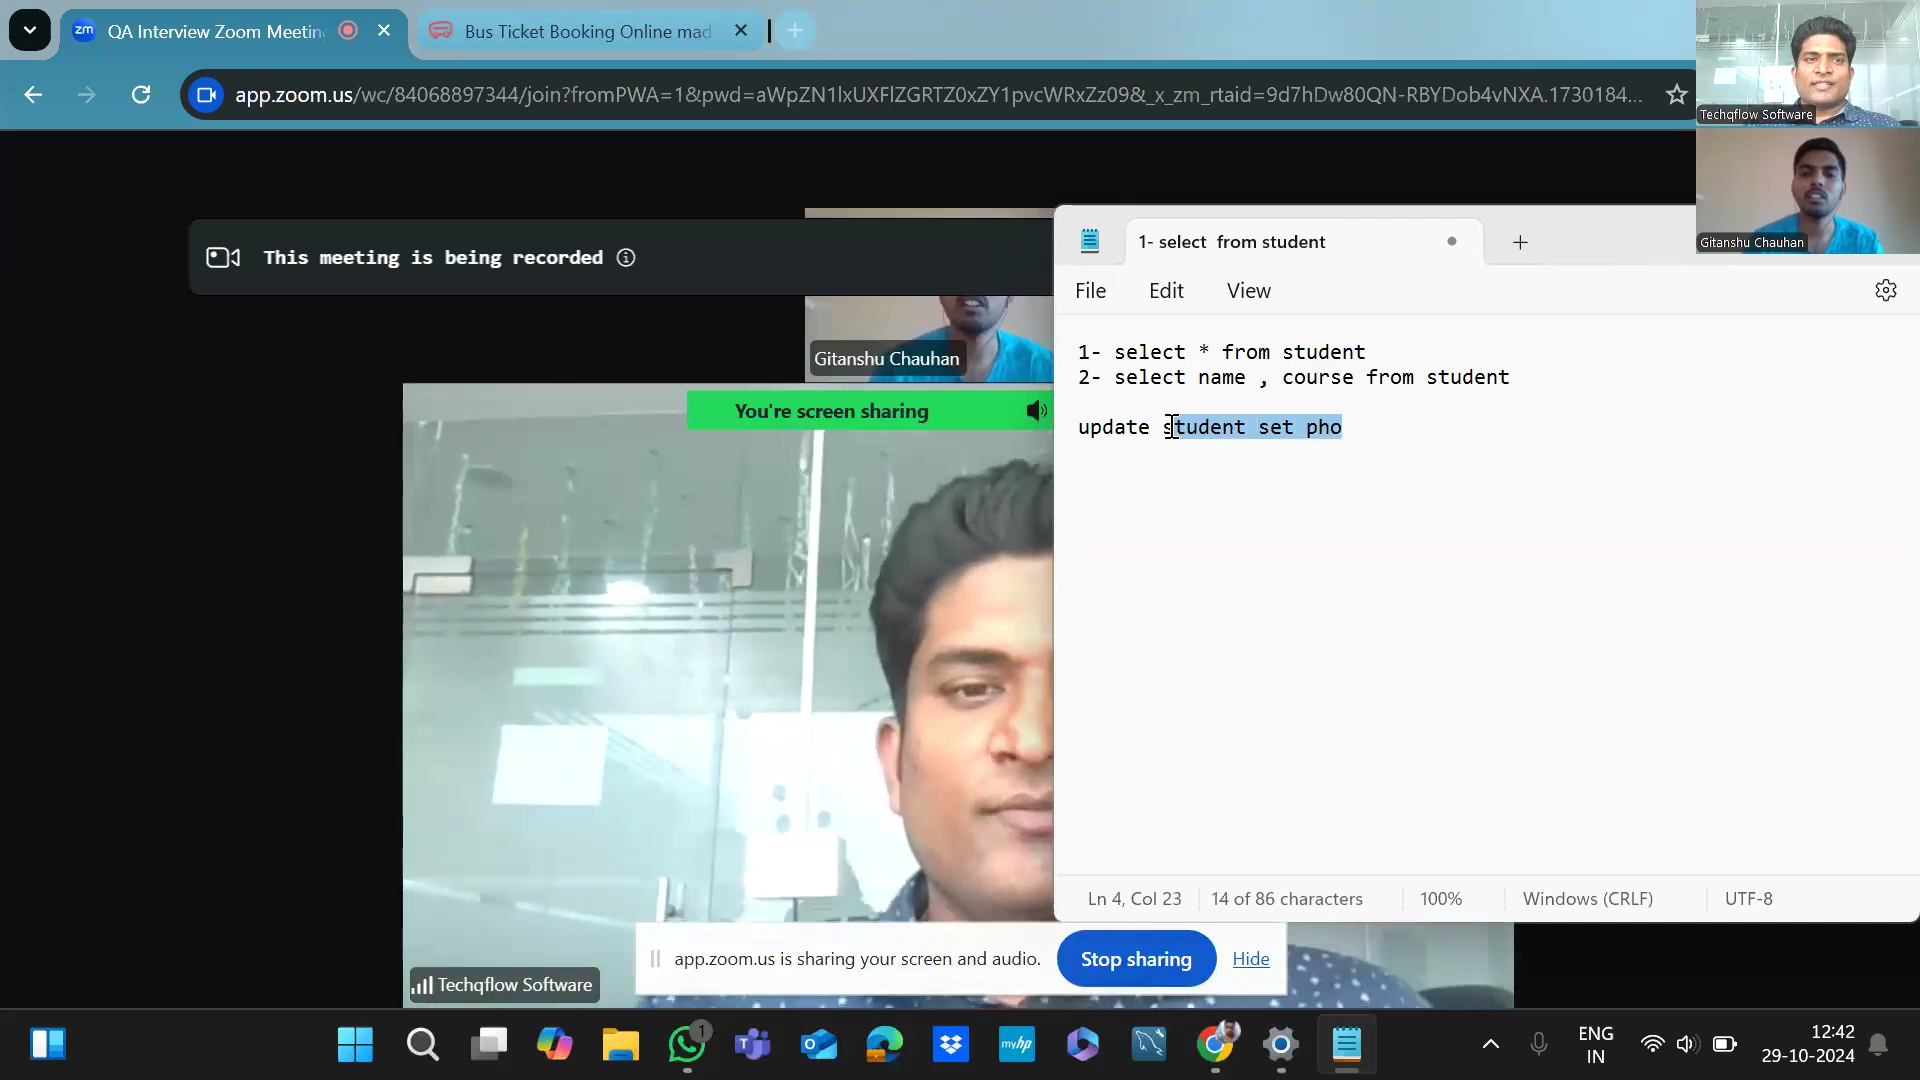 zm QA Interview Zoom Meetin
Bus Ticket Booking Online mad
app.zoom.us/wc/84068897344/join?fromPWA=1&pwd=aWpZN1lxUXFlZGRTZ0xZY1pvcWRxZz09&_x_zm_rtaid=9d7hDw80QN-RBYDob4vNXA.1730184...
Techqflow Software
Gitanshu Chauhan
This meeting is being recorded
Gitanshu Chauhan
You're screen sharing
1- select from student
File Edit View
1- select * from student
2- select name , course from student
update student set pho
Ln 4, Col 23 14 of 86 characters 100% Windows (CRLF) UTF-8
app.zoom.us is sharing your screen and audio. Stop sharing Hide
Techqflow Software
1
myhp
ENG
IN
12:42
29-10-2024